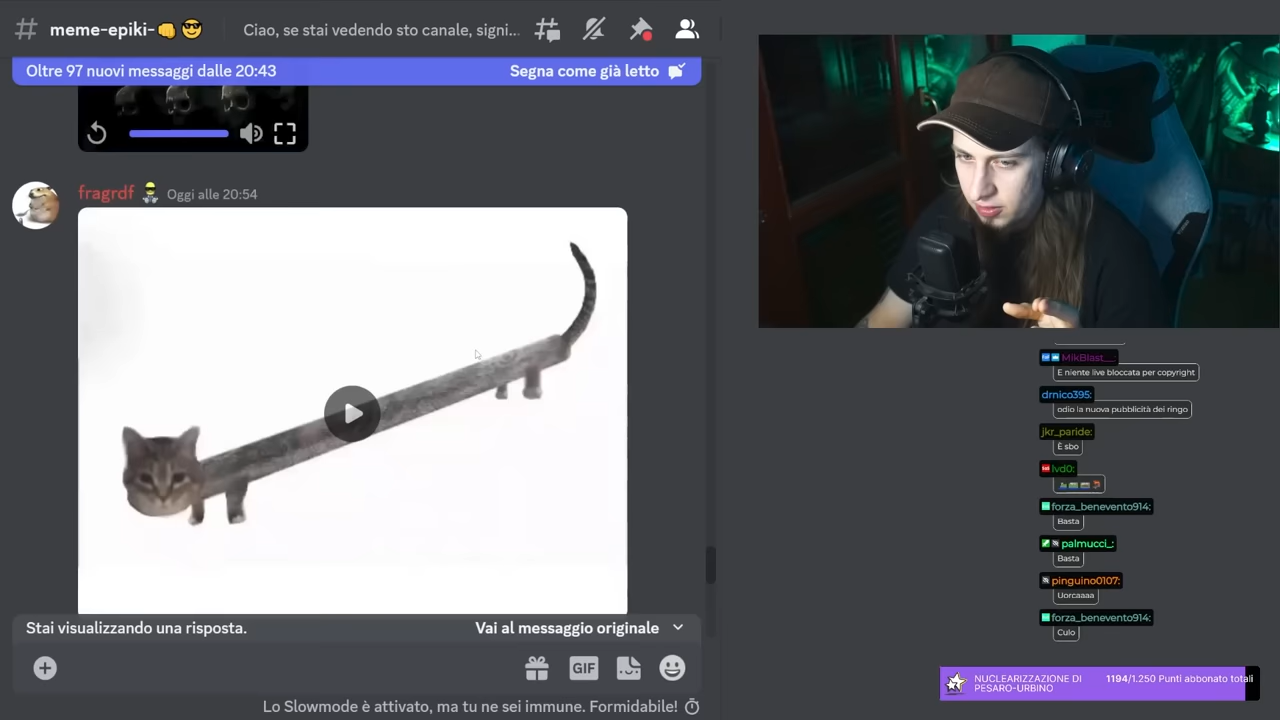 meme-epiki-👊😎
Ciao, se stai vedendo sto canale, signi...
Oltre 97 nuovi messaggi dalle 20:43
Segna come già letto
fragrdf
Oggi alle 20:54
Stai visualizzando una risposta.
Vai al messaggio originale
GIF
Lo Slowmode è attivato, ma tu ne sei immune. Formidabile!
MikBlast__:
E niente live bloccata per copyright
drnico395:
odio la nuova pubblicità dei ringo
jkr_paride:
È sbo
lvd0:
forza_benevento914:
Basta
palmucci_:
Basta
pinguino0107:
Uorcaaaa
forza_benevento914:
Culo
NUCLEARIZZAZIONE DI
PESARO-URBINO
1194/1.250 Punti abbonato totali